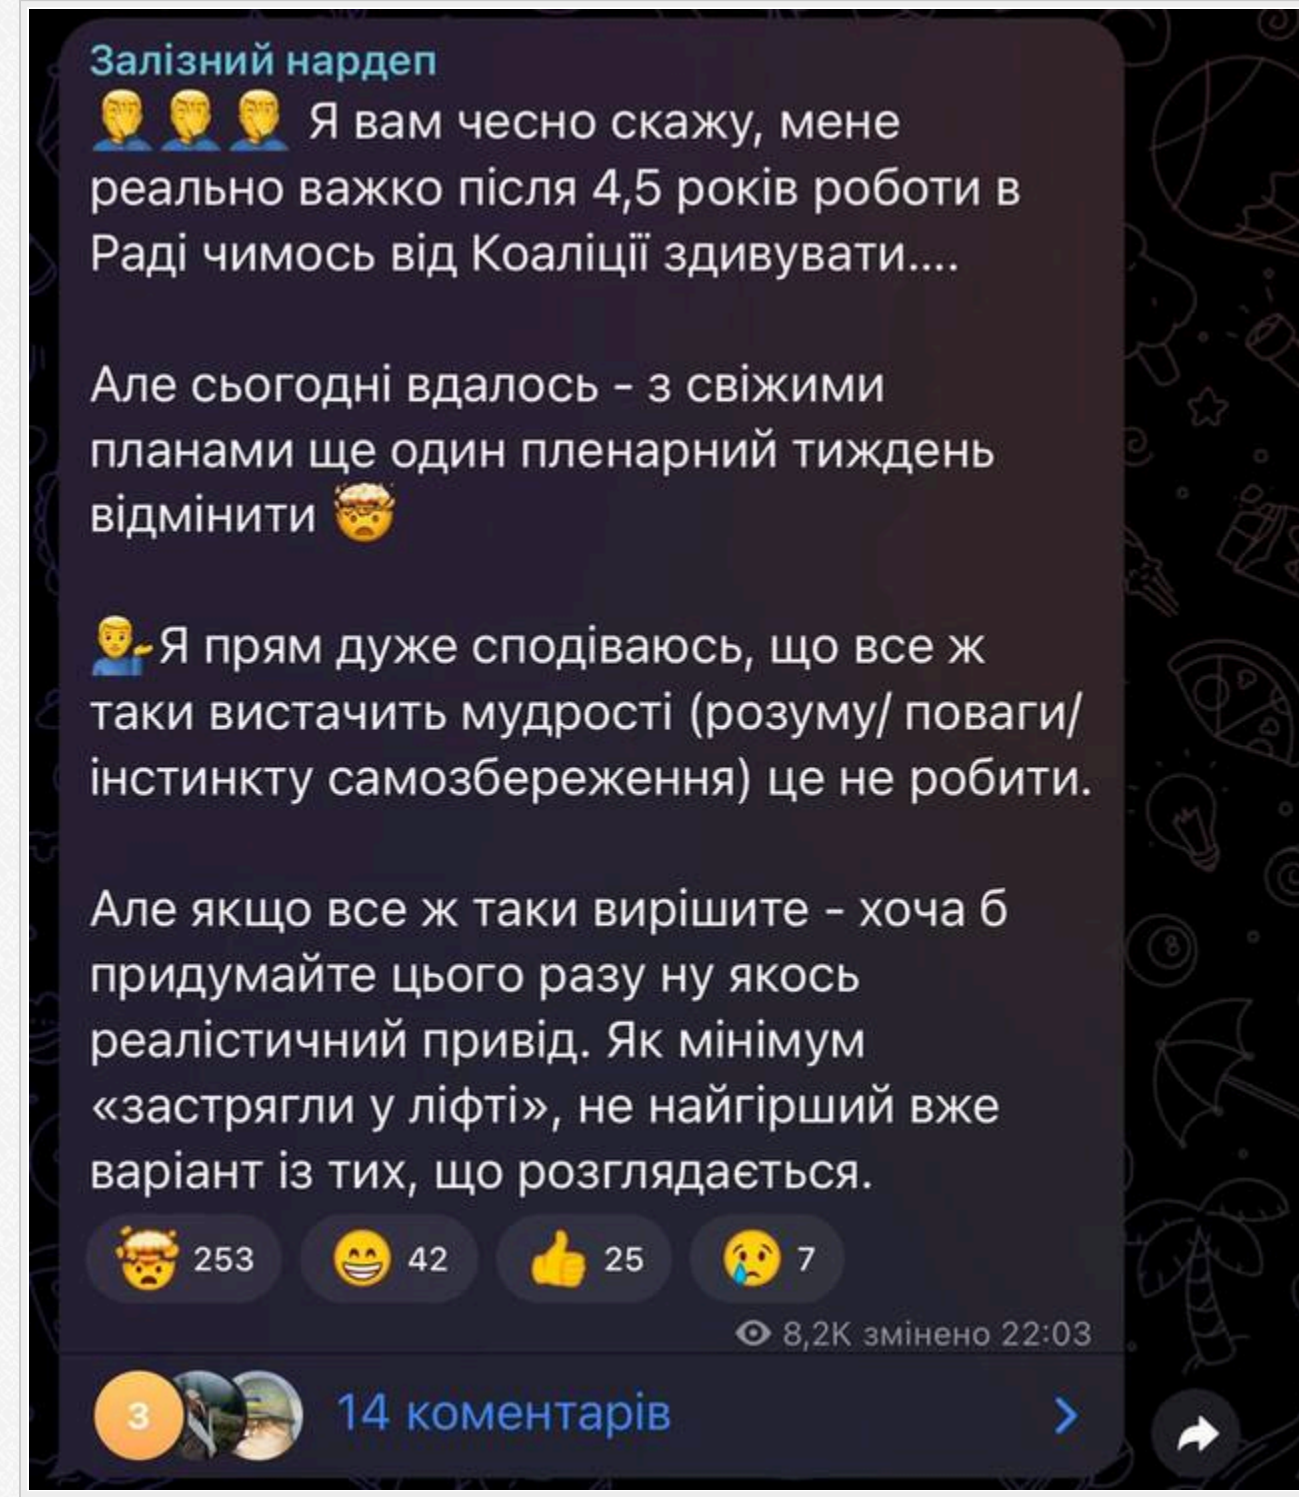 Залізний нардеп
🤦‍♂️🤦‍♂️🤦‍♂️ Я вам чесно скажу, мене
реально важко після 4,5 років роботи в
Раді чимось від Коаліції здивувати....
Але сьогодні вдалось - з свіжими
планами ще один пленарний тиждень
відмінити 🤯
💁‍♂️Я прям дуже сподіваюсь, що все ж
таки вистачить мудрості (розуму/ поваги/
інстинкту самозбереження) це не робити.
Але якщо все ж таки вирішите - хоча б
придумайте цього разу ну якось
реалістичний привід. Як мінімум
«застрягли у ліфті», не найгірший вже
варіант із тих, що розглядається.
🤯 253 😁 42 👍 25 😢 7
8,2K змінено 22:03
З 14 коментарів